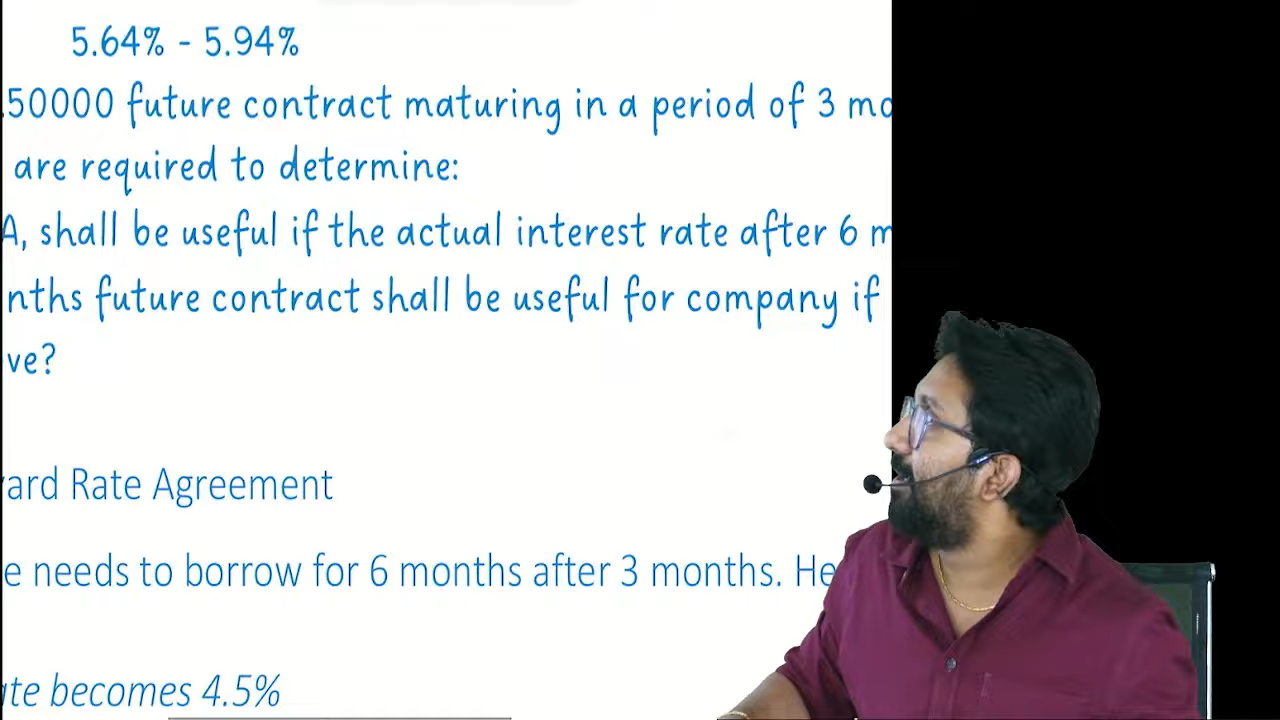 5.64% - 5.94%
50000 future contract maturing in a period of 3 mo
are required to determine:
A, shall be useful if the actual interest rate after 6 m
nths future contract shall be useful for company if
ve?
ard Rate Agreement
e needs to borrow for 6 months after 3 months. He
te becomes 4.5%